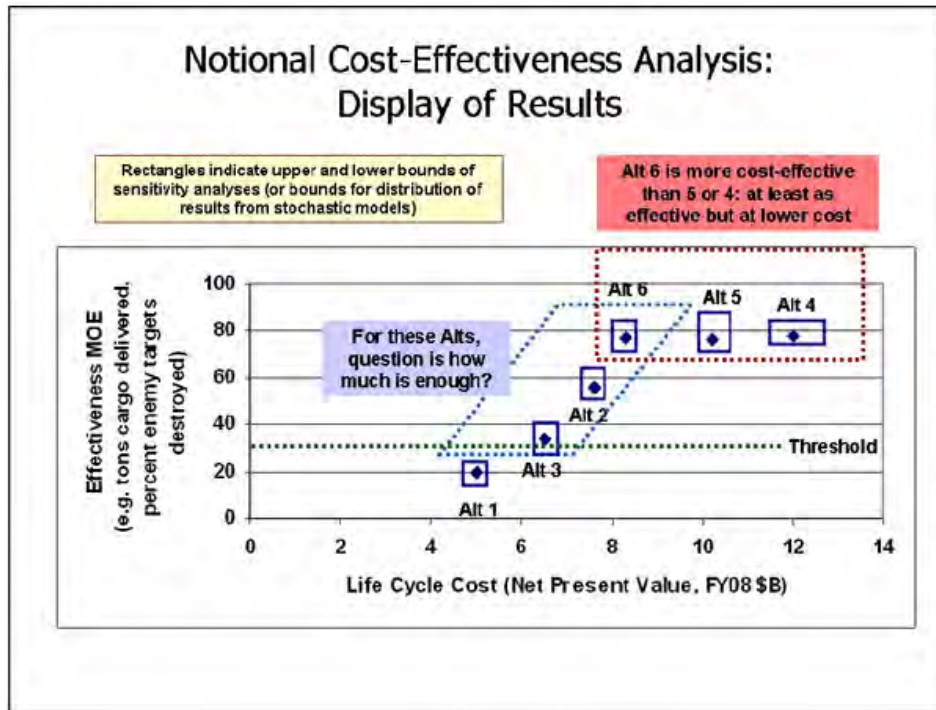 Notional Cost-Effectiveness Analysis:
Display of Results
Rectangles indicate upper and lower bounds of
sensitivity analyses (or bounds for distribution of
results from stochastic models)
Alt 6 is more cost-effective
than 5 or 4: at least as
effective but at lower cost
Effectiveness MOE
(e.g. tons cargo delivered,
percent enemy targets
destroyed)
100
80
60
40
20
0
For these Alts,
question is how
much is enough?
Alt 6
Alt 5
Alt 4
Alt 2
Alt 3
Alt 1
Threshold
0
2
4
6
8
10
12
14
Life Cycle Cost (Net Present Value, FY08 $B)